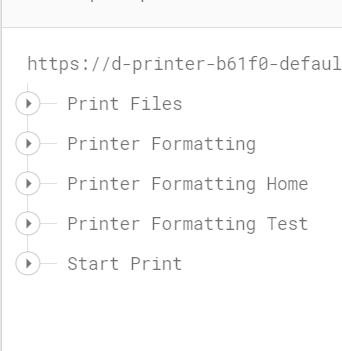 https://d-printer-b61f0-defaul
Print Files
Printer Formatting
Printer Formatting Home
Printer Formatting Test
Start Print